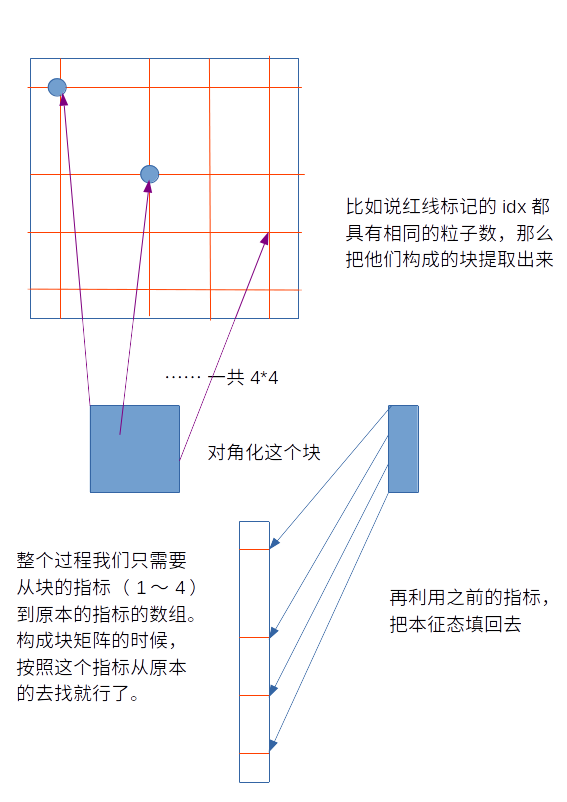 比如说红线标记的 idx 都
具有相同的粒子数，那么
把他们构成的块提取出来
…… 一共 4*4
对角化这个块
整个过程我们只需要
从块的指标（ 1～ 4 ）
到原本的指标的数组。
构成块矩阵的时候，
按照这个指标从原本
的去找就行了。
再利用之前的指标，
把本征态填回去